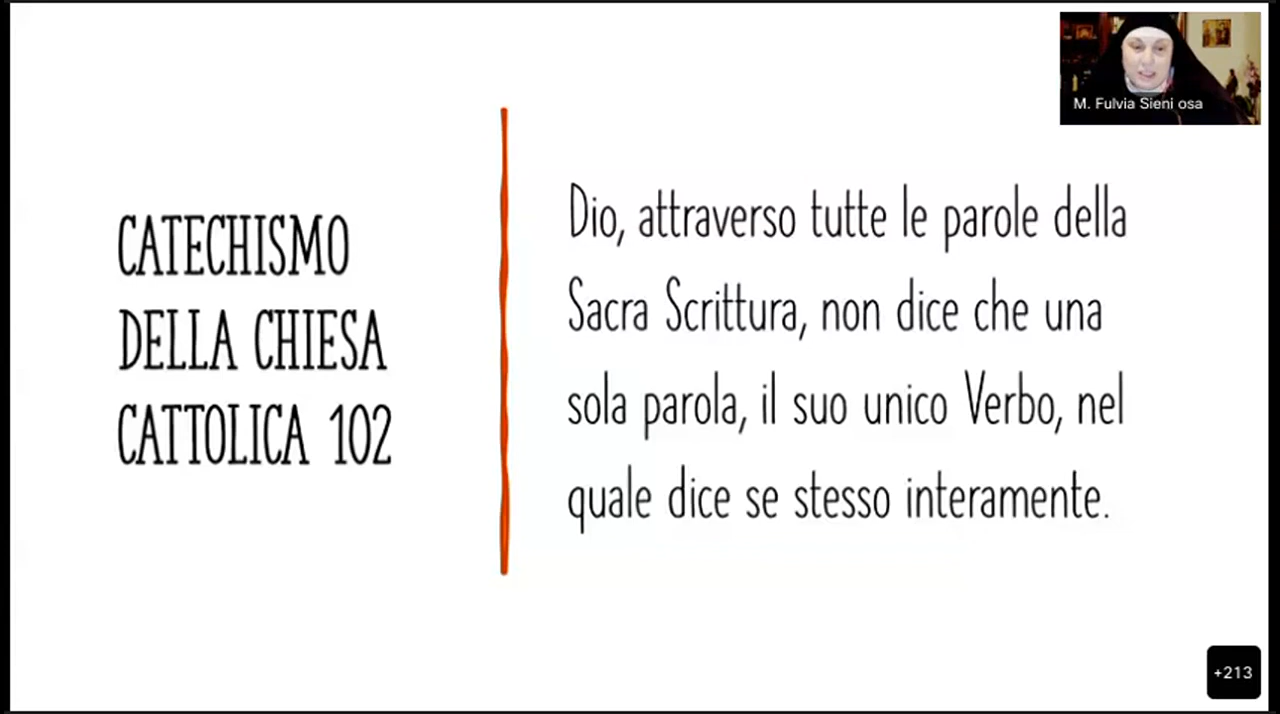 M. Fulvia Sieni osa
CATECHISMO
DELLA CHIESA
CATTOLICA 102
Dio, attraverso tutte le parole della
Sacra Scrittura, non dice che una
sola parola, il suo unico Verbo, nel
quale dice se stesso interamente.
+213